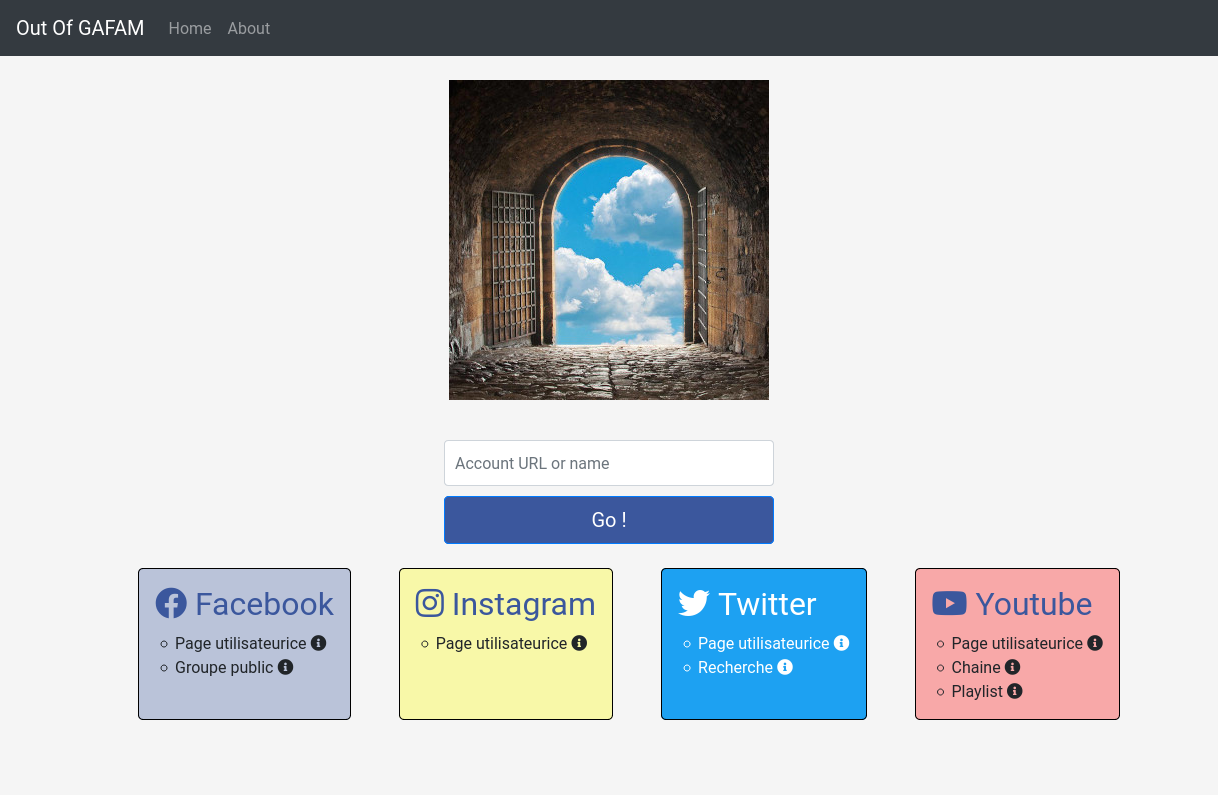 Out Of GAFAM Home About
Account URL or name
Go !
Facebook
Page utilisateurice
Groupe public
Instagram
Page utilisateurice
Twitter
Page utilisateurice
Recherche
Youtube
Page utilisateurice
Chaine
Playlist